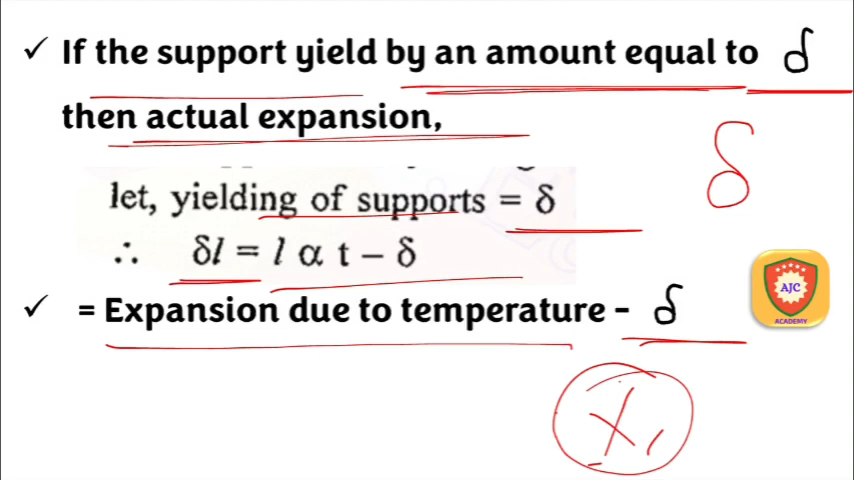 ✓ If the support yield by an amount equal to δ
then actual expansion,
δ
let, yielding of supports = δ
∴ δl = l α t – δ
AJC
ACADEMY
✓ = Expansion due to temperature - δ